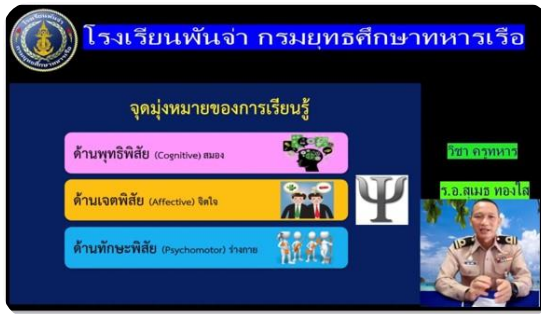 โรงเรียนพันจ่า กรมยุทธศึกษาทหารเรือ
จุดมุ่งหมายของการเรียนรู้
ด้านพุทธิพิสัย (Cognitive) สมอง
ด้านเจตพิสัย (Affective) จิตใจ
ด้านทักษะพิสัย (Psychomotor) ร่างกาย
วิชา ครูทหาร
ร.อ.สุเมธ ทองใส